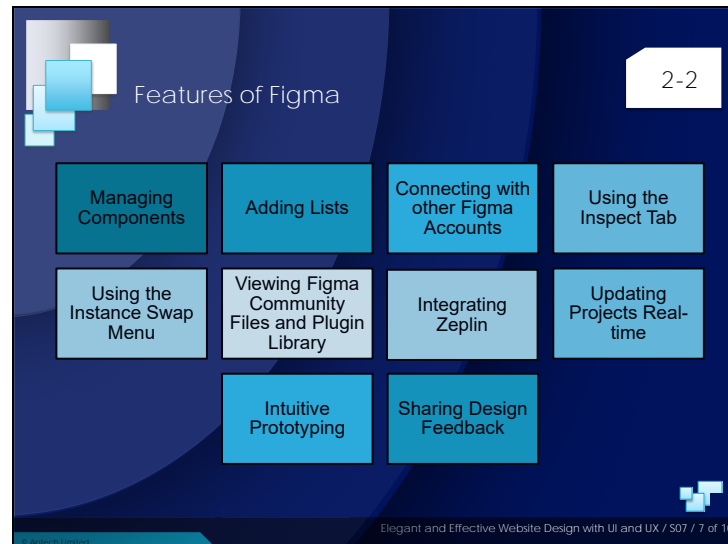 Features of Figma
2-2
Managing
Components
Adding Lists
Connecting with
other Figma
Accounts
Using the
Inspect Tab
Using the
Instance Swap
Menu
Viewing Figma
Community
Files and Plugin
Library
Integrating
Zeplin
Updating
Projects Real-
time
Intuitive
Prototyping
Sharing Design
Feedback
Elegant and Effective Website Design with UI and UX / S07 / 7 of
© Aptech Limited